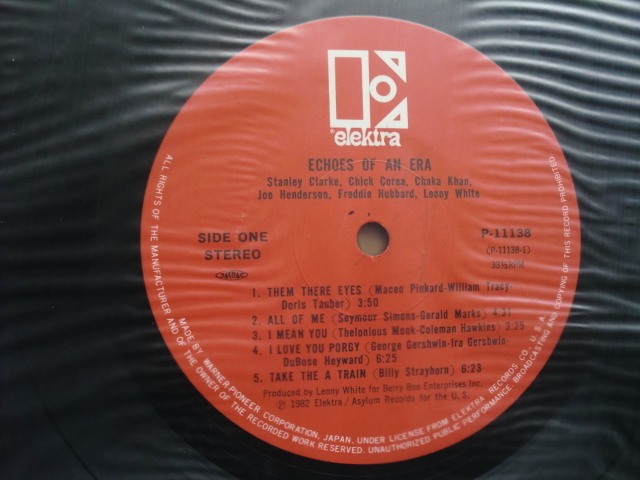 elektra
ECHOES OF AN ERA
Stanley Clarke, Chick Corea, Chaka Khan,
Joe Henderson, Freddie Hubbard, Lenny White
SIDE ONE
STEREO
P-11138
(P-11138-1)
33⅓ RPM
1. THEM THERE EYES (Maceo Pinkard-William Tracy-
Doris Tauber) 3:50
2. ALL OF ME (Seymour Simons-Gerald Marks)
3. I MEAN YOU (Thelonious Monk-Coleman Hawkins)
4. I LOVE YOU PORGY (George Gershwin-Ira Gershwin-
DuBose Heyward) 6:25
5. TAKE THE A TRAIN (Billy Strayhorn) 6:23
Produced by Lenny White for Berry Bue Enterprises Inc.
℗ 1982 Elektra / Asylum Records for the U.S.
MADE BY WARNER-PIONEER CORPORATION, JAPAN, UNDER LICENSE FROM ELEKTRA RECORDS CO., U.S.A.
ALL RIGHTS OF THE MANUFACTURER AND OF THE OWNER OF THE RECORDED WORK RESERVED. UNAUTHORIZED PUBLIC PERFORMANCE, BROADCASTING AND COPYING OF THIS RECORD PROHIBITED.